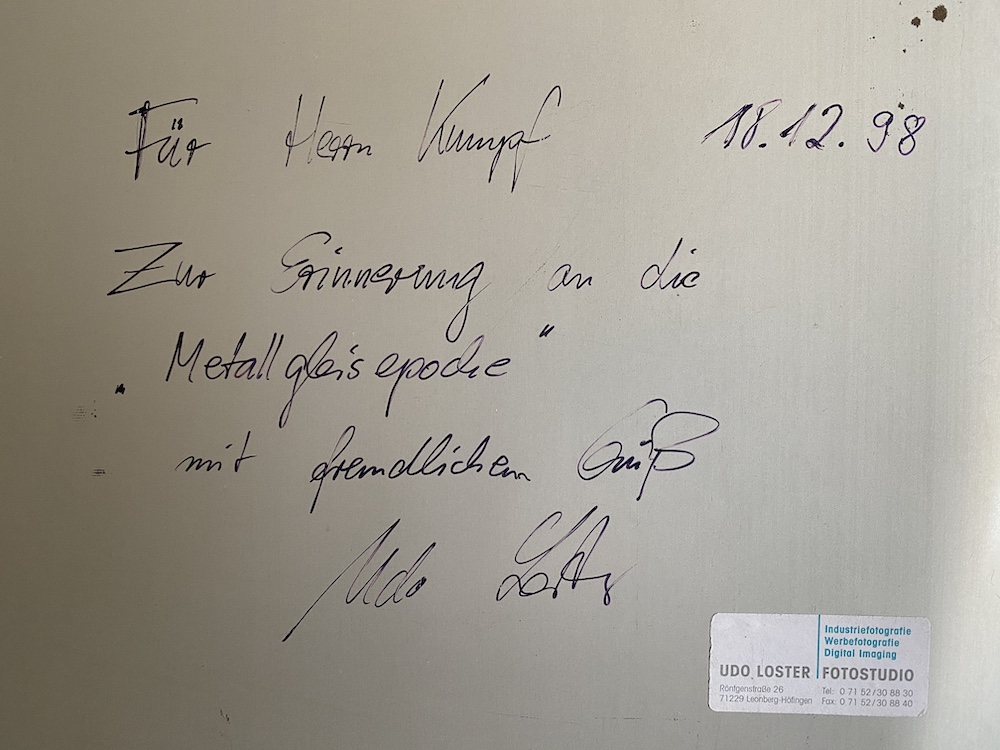 Für Herrn Kumpf 18.12.98
Zur Erinnerung an die
„Metallgleisepoche“
mit freundlichem Gruß
Udo Loster
Industriefotografie
Werbefotografie
Digital Imaging
UDO LOSTER FOTOSTUDIO
Röntgenstraße 26 Tel: 0 71 52/30 88 30
71229 Leonberg-Höfingen Fax: 0 71 52/30 88 40